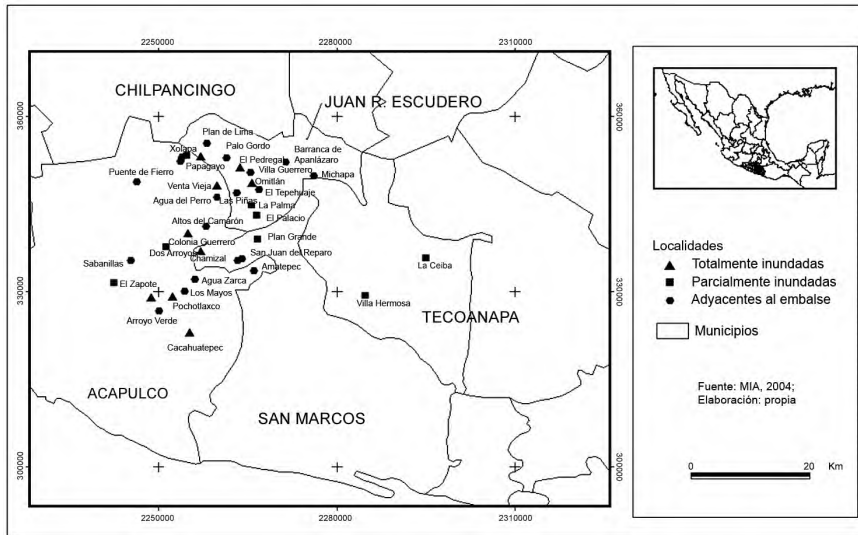 2250000
2280000
2310000
CHILPANCINGO
JUAN R. ESCUDERO
360000
360000
Plan de Lima
Xolapa
Palo Gordo
Barranca de
Apanlázaro
El Pedregal
Papagayo
Villa Guerrero
Michapa
Puente de Fierro
Omitlán
Venta Vieja
El Tepehuaje
Agua del Perro
Las Piñas
La Palma
El Palacio
Altos del Camarón
Colonia Guerrero
Plan Grande
Dos Arroyos
Chamizal
San Juan del Reparo
Sabanillas
Amatepec
La Ceiba
El Zapote
Agua Zarca
330000
330000
Los Mayos
Pochotlaxco
Villa Hermosa
TECOANAPA
Arroyo Verde
Cacahuatepec
ACAPULCO
SAN MARCOS
300000
300000
2250000
2280000
2310000
Localidades
Totalmente inundadas
Parcialmente inundadas
Adyacentes al embalse
Municipios
Fuente: MIA, 2004;
Elaboración: propia
0 20 Km